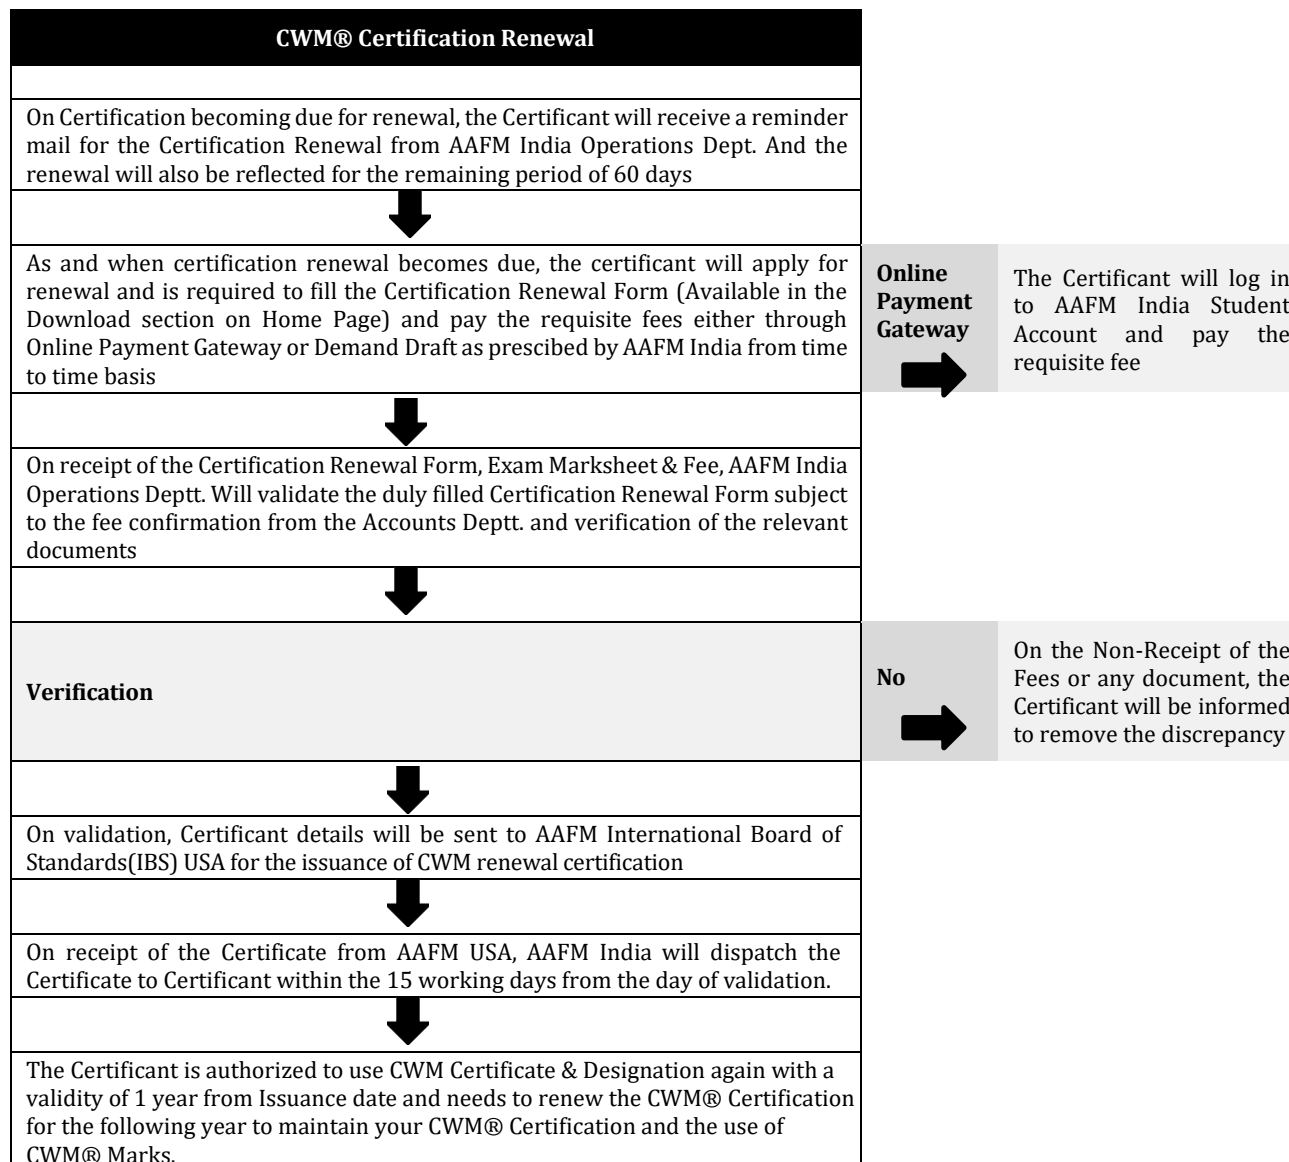 CWM® Certification Renewal
On Certification becoming due for renewal, the Certificant will receive a reminder
mail for the Certification Renewal from AAFM India Operations Dept. And the
renewal will also be reflected for the remaining period of 60 days
As and when certification renewal becomes due, the certificant will apply for
renewal and is required to fill the Certification Renewal Form (Available in the
Download section on Home Page) and pay the requisite fees either through
Online Payment Gateway or Demand Draft as prescibed by AAFM India from time
to time basis
Online
Payment
Gateway
The Certificant will log in
to AAFM India Student
Account and pay the
requisite fee
On receipt of the Certification Renewal Form, Exam Marksheet & Fee, AAFM India
Operations Deptt. Will validate the duly filled Certification Renewal Form subject
to the fee confirmation from the Accounts Deptt. and verification of the relevant
documents
Verification
No
On the Non-Receipt of the
Fees or any document, the
Certificant will be informed
to remove the discrepancy
On validation, Certificant details will be sent to AAFM International Board of
Standards(IBS) USA for the issuance of CWM renewal certification
On receipt of the Certificate from AAFM USA, AAFM India will dispatch the
Certificate to Certificant within the 15 working days from the day of validation.
The Certificant is authorized to use CWM Certificate & Designation again with a
validity of 1 year from Issuance date and needs to renew the CWM® Certification
for the following year to maintain your CWM® Certification and the use of
CWM® Marks.